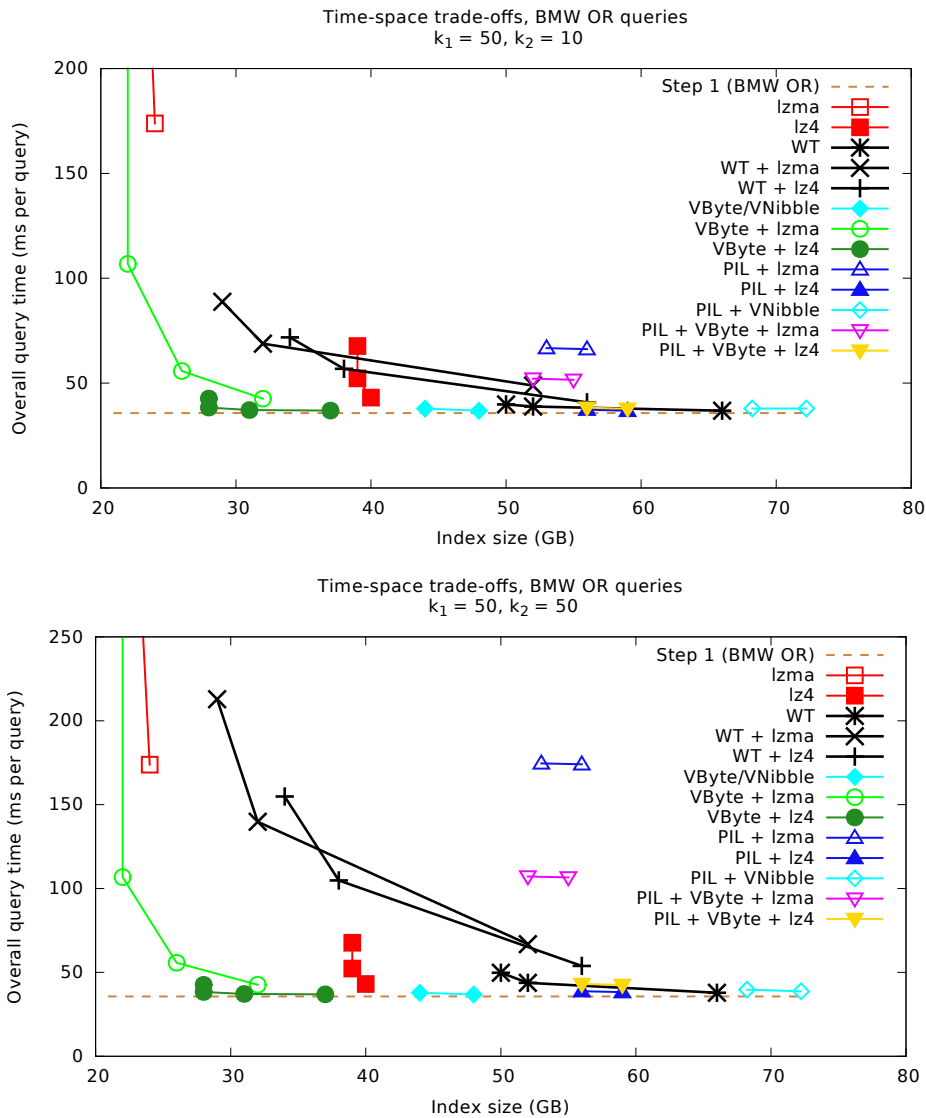 Time-space trade-offs, BMW OR queries
k₁ = 50, k₂ = 10
Overall query time (ms per query)
200
150
100
50
0
20 30 40 50 60 70 80
Index size (GB)
Step 1 (BMW OR)
lzma
lz4
WT
WT + lzma
WT + lz4
VByte/VNibble
VByte + lzma
VByte + lz4
PIL + lzma
PIL + lz4
PIL + VNibble
PIL + VByte + lzma
PIL + VByte + lz4
Time-space trade-offs, BMW OR queries
k₁ = 50, k₂ = 50
Overall query time (ms per query)
250
200
150
100
50
0
20 30 40 50 60 70 80
Index size (GB)
Step 1 (BMW OR)
lzma
lz4
WT
WT + lzma
WT + lz4
VByte/VNibble
VByte + lzma
VByte + lz4
PIL + lzma
PIL + lz4
PIL + VNibble
PIL + VByte + lzma
PIL + VByte + lz4